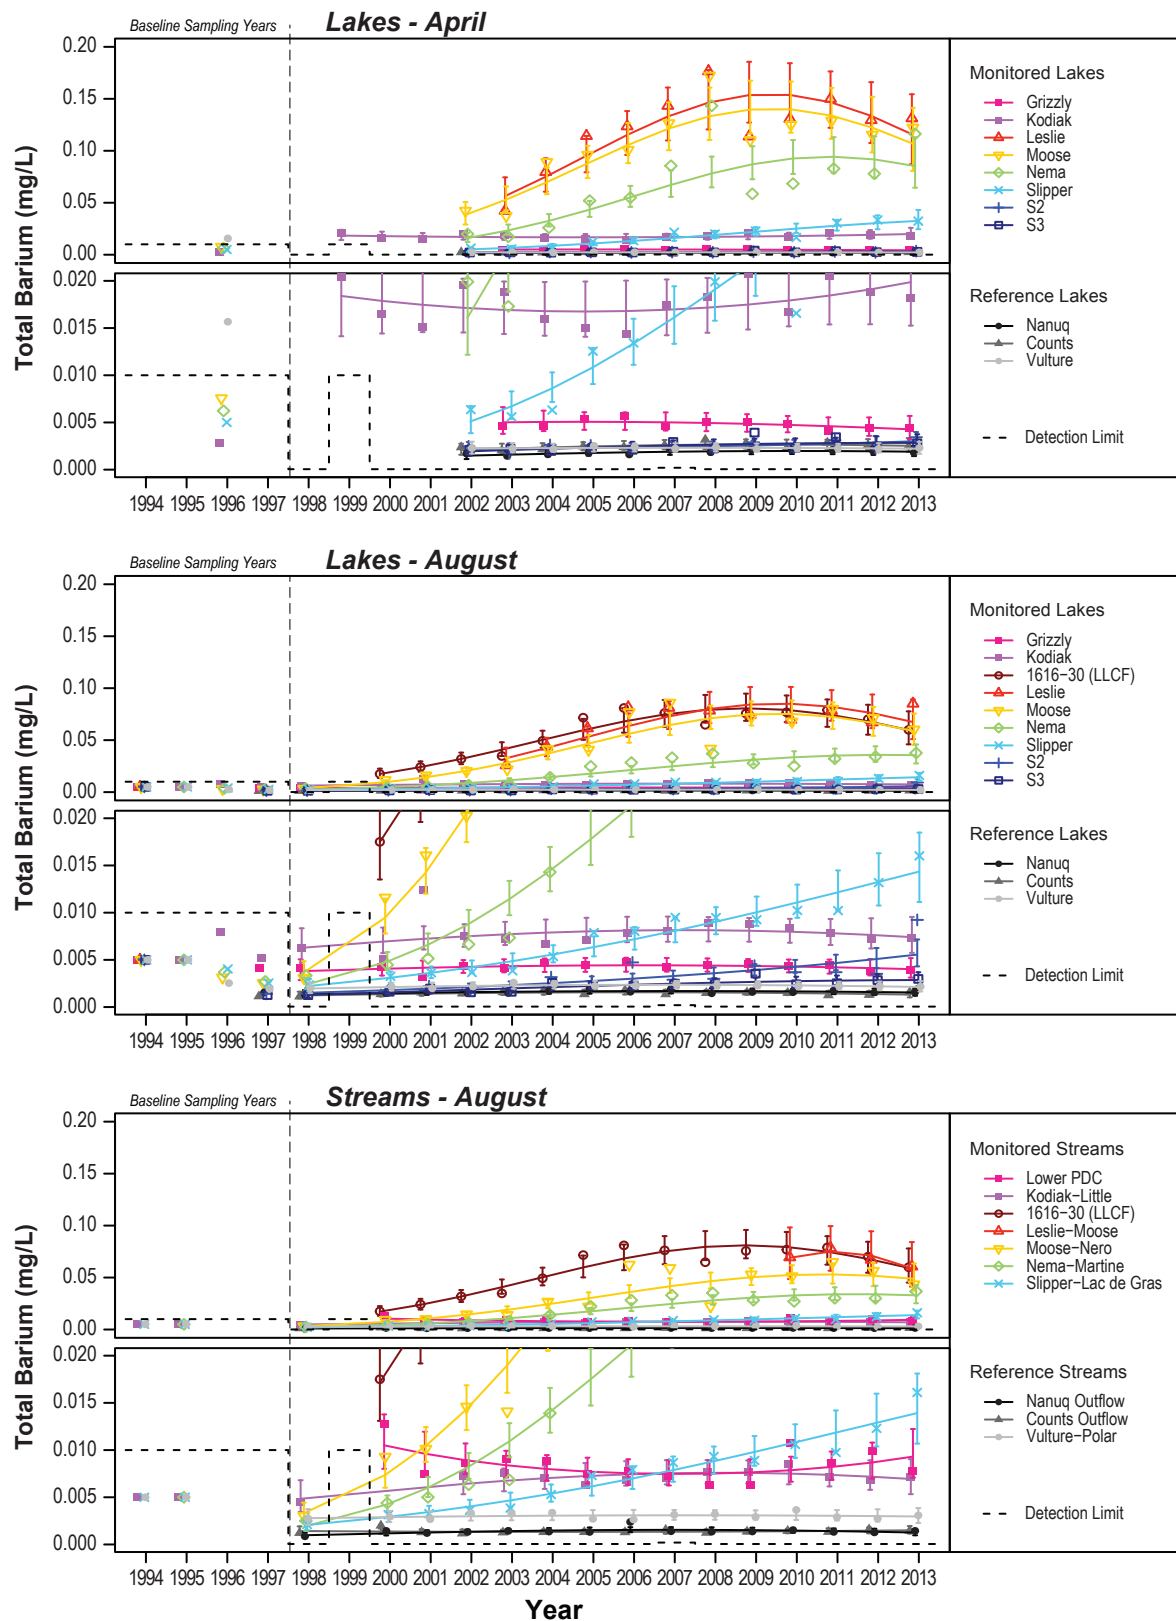 Baseline Sampling Years
Lakes - April
Total Barium (mg/L)
0.20
0.15
0.10
0.05
0.00
0.020
0.015
0.010
0.005
0.000
1994 1995 1996 1997 1998 1999 2000 2001 2002 2003 2004 2005 2006 2007 2008 2009 2010 2011 2012 2013
Monitored Lakes
Grizzly
Kodiak
Leslie
Moose
Nema
Slipper
S2
S3
Reference Lakes
Nanuq
Counts
Vulture
Detection Limit
Baseline Sampling Years
Lakes - August
Total Barium (mg/L)
0.20
0.15
0.10
0.05
0.00
0.020
0.015
0.010
0.005
0.000
1994 1995 1996 1997 1998 1999 2000 2001 2002 2003 2004 2005 2006 2007 2008 2009 2010 2011 2012 2013
Monitored Lakes
Grizzly
Kodiak
1616−30 (LLCF)
Leslie
Moose
Nema
Slipper
S2
S3
Reference Lakes
Nanuq
Counts
Vulture
Detection Limit
Baseline Sampling Years
Streams - August
Total Barium (mg/L)
0.20
0.15
0.10
0.05
0.00
0.020
0.015
0.010
0.005
0.000
1994 1995 1996 1997 1998 1999 2000 2001 2002 2003 2004 2005 2006 2007 2008 2009 2010 2011 2012 2013
Year
Monitored Streams
Lower PDC
Kodiak−Little
1616−30 (LLCF)
Leslie−Moose
Moose−Nero
Nema−Martine
Slipper−Lac de Gras
Reference Streams
Nanuq Outflow
Counts Outflow
Vulture−Polar
Detection Limit